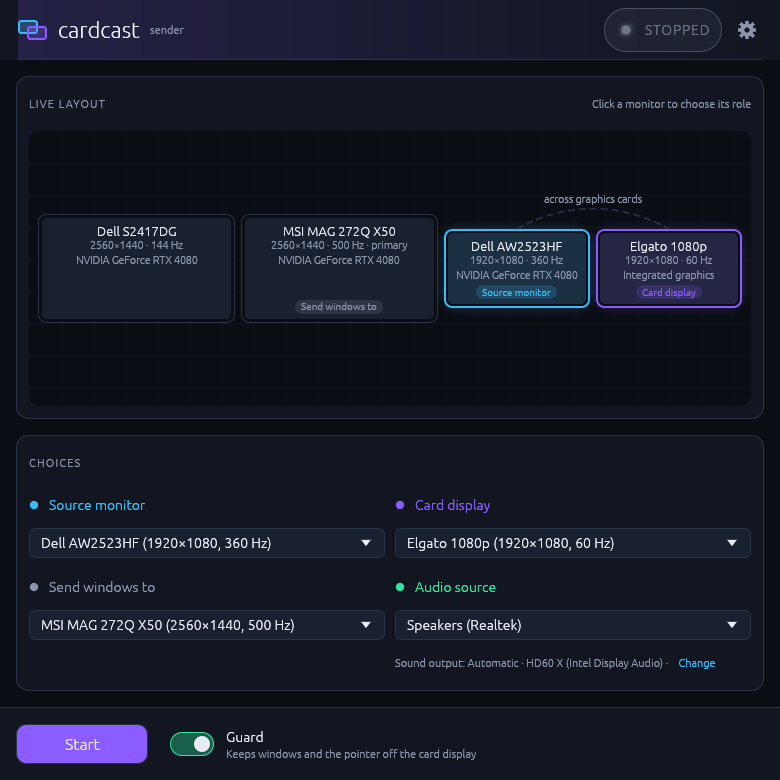 cardcast sender
STOPPED
LIVE LAYOUT
Click a monitor to choose its role
across graphics cards
Dell S2417DG
2560×1440 · 144 Hz
NVIDIA GeForce RTX 4080
MSI MAG 272Q X50
2560×1440 · 500 Hz · primary
NVIDIA GeForce RTX 4080
Send windows to
Dell AW2523HF
1920×1080 · 360 Hz
NVIDIA GeForce RTX 4080
Source monitor
Elgato 1080p
1920×1080 · 60 Hz
Integrated graphics
Card display
CHOICES
Source monitor
Dell AW2523HF (1920×1080, 360 Hz)
Card display
Elgato 1080p (1920×1080, 60 Hz)
Send windows to
MSI MAG 272Q X50 (2560×1440, 500 Hz)
Audio source
Speakers (Realtek)
Sound output: Automatic · HD60 X (Intel Display Audio) · Change
Start
Guard
Keeps windows and the pointer off the card display